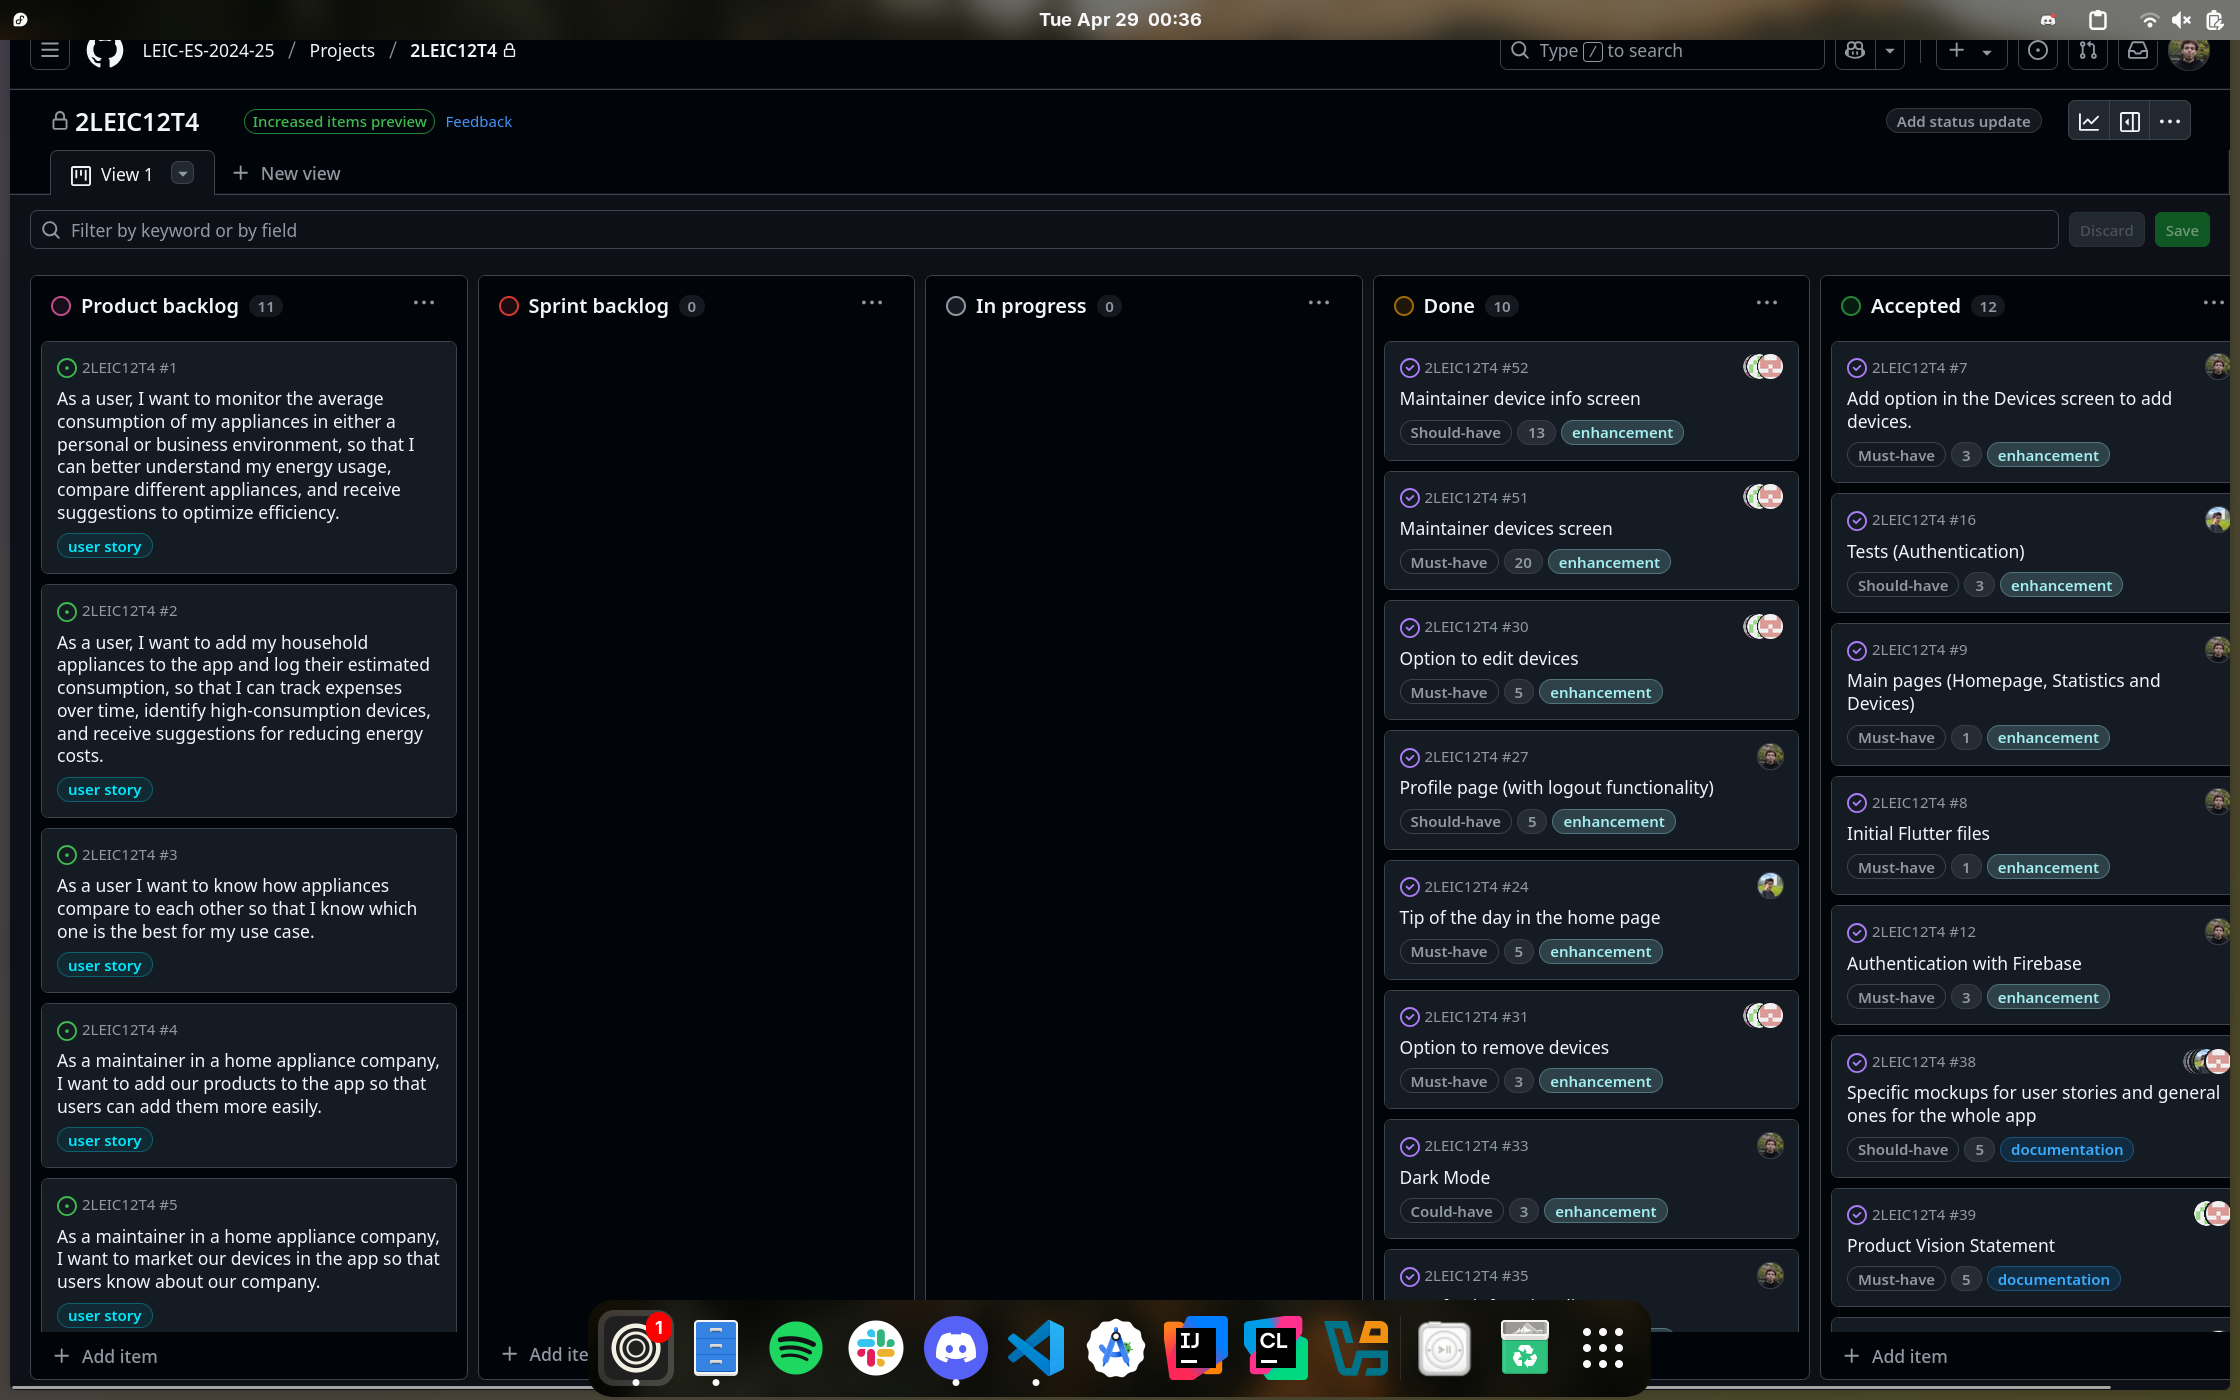 Tue Apr 29 00:36
LEIC-ES-2024-25 / Projects / 2LEIC12T4
Type / to search
2LEIC12T4
Increased items preview
Feedback
Add status update
View 1
New view
Filter by keyword or by field
Discard
Save
Product backlog 11
2LEIC12T4 #1
As a user, I want to monitor the average
consumption of my appliances in either a
personal or business environment, so that I
can better understand my energy usage,
compare different appliances, and receive
suggestions to optimize efficiency.
user story
2LEIC12T4 #2
As a user, I want to add my household
appliances to the app and log their estimated
consumption, so that I can track expenses
over time, identify high-consumption devices,
and receive suggestions for reducing energy
costs.
user story
2LEIC12T4 #3
As a user I want to know how appliances
compare to each other so that I know which
one is the best for my use case.
user story
2LEIC12T4 #4
As a maintainer in a home appliance company,
I want to add our products to the app so that
users can add them more easily.
user story
2LEIC12T4 #5
As a maintainer in a home appliance company,
I want to market our devices in the app so that
users know about our company.
user story
Add item
Sprint backlog 0
Add ite
In progress 0
Done 10
2LEIC12T4 #52
Maintainer device info screen
Should-have 13 enhancement
2LEIC12T4 #51
Maintainer devices screen
Must-have 20 enhancement
2LEIC12T4 #30
Option to edit devices
Must-have 5 enhancement
2LEIC12T4 #27
Profile page (with logout functionality)
Should-have 5 enhancement
2LEIC12T4 #24
Tip of the day in the home page
Must-have 5 enhancement
2LEIC12T4 #31
Option to remove devices
Must-have 3 enhancement
2LEIC12T4 #33
Dark Mode
Could-have 3 enhancement
2LEIC12T4 #35
Accepted 12
2LEIC12T4 #7
Add option in the Devices screen to add
devices.
Must-have 3 enhancement
2LEIC12T4 #16
Tests (Authentication)
Should-have 3 enhancement
2LEIC12T4 #9
Main pages (Homepage, Statistics and
Devices)
Must-have 1 enhancement
2LEIC12T4 #8
Initial Flutter files
Must-have 1 enhancement
2LEIC12T4 #12
Authentication with Firebase
Must-have 3 enhancement
2LEIC12T4 #38
Specific mockups for user stories and general
ones for the whole app
Should-have 5 documentation
2LEIC12T4 #39
Product Vision Statement
Must-have 5 documentation
Add item
1
IJ
CL